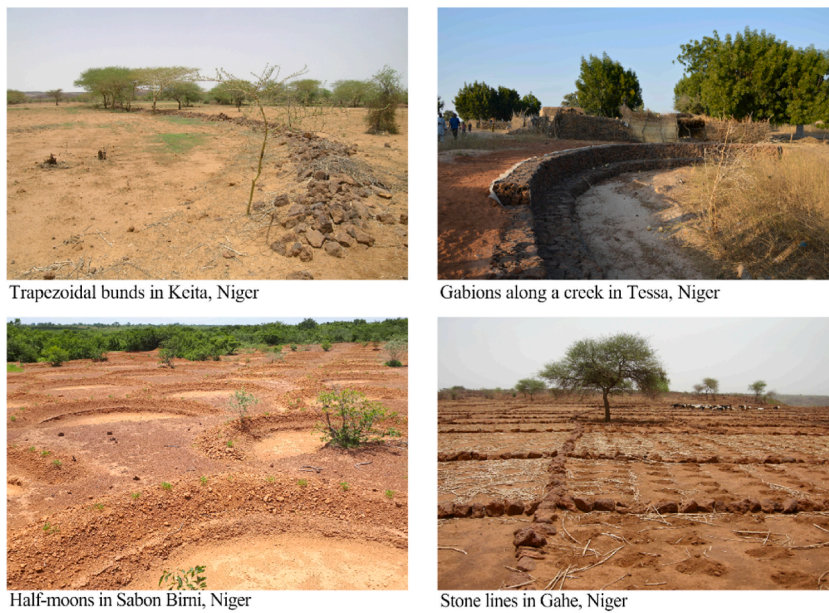 Trapezoidal bunds in Keita, Niger
Gabions along a creek in Tessa, Niger
Half-moons in Sabon Birni, Niger
Stone lines in Gahe, Niger